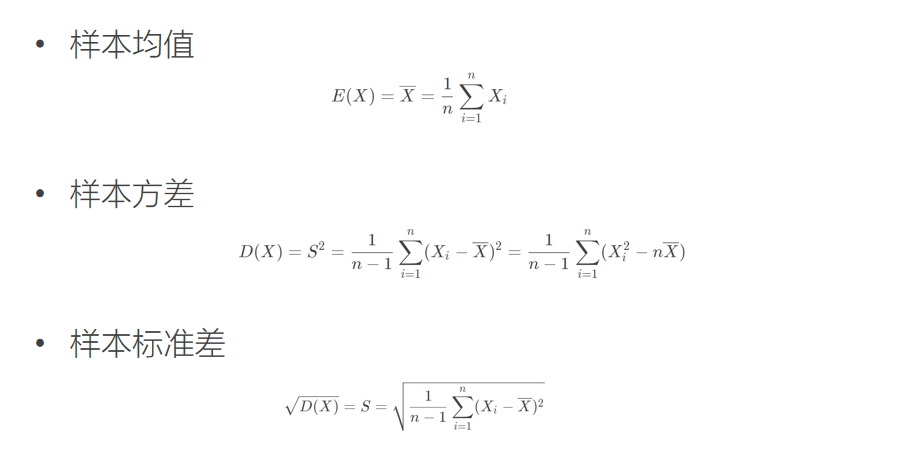 • 样本均值
$E(X) = \overline{X} = \frac{1}{n} \sum_{i=1}^{n} X_i$
• 样本方差
$D(X) = S^2 = \frac{1}{n-1} \sum_{i=1}^{n} (X_i - \overline{X})^2 = \frac{1}{n-1} \sum_{i=1}^{n} (X_i^2 - n\overline{X})$
• 样本标准差
$\sqrt{D(X)} = S = \sqrt{\frac{1}{n-1} \sum_{i=1}^{n} (X_i - \overline{X})^2}$